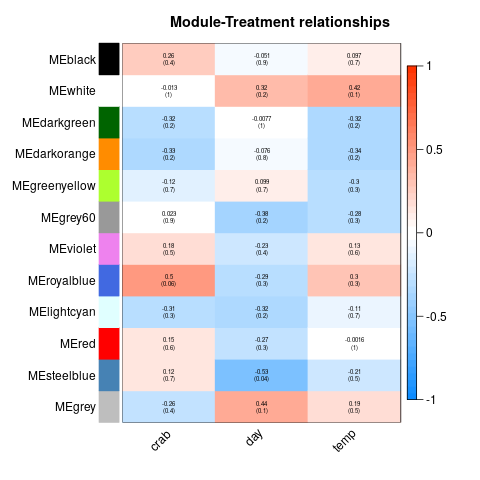 Module-Treatment relationships
MEblack 0.26 -0.051 0.097
(0.4) (0.9) (0.7)
MEwhite -0.013 0.32 0.42
(1) (0.2) (0.1)
MEdarkgreen -0.32 -0.0077 -0.32
(0.2) (1) (0.2)
MEdarkorange -0.33 -0.076 -0.34
(0.2) (0.8) (0.2)
MEgreenyellow -0.12 0.099 -0.3
(0.7) (0.7) (0.3)
MEgrey60 0.023 -0.38 -0.28
(0.9) (0.2) (0.3)
MEviolet 0.18 -0.23 0.13
(0.5) (0.4) (0.6)
MEroyalblue 0.5 -0.29 0.3
(0.06) (0.3) (0.3)
MElightcyan -0.31 -0.32 -0.11
(0.3) (0.2) (0.7)
MEred 0.15 -0.27 -0.0016
(0.6) (0.3) (1)
MEsteelblue 0.12 -0.53 -0.21
(0.7) (0.04) (0.5)
MEgrey -0.26 0.44 0.19
(0.4) (0.1) (0.5)
crab day temp
1
0.5
0
-0.5
-1